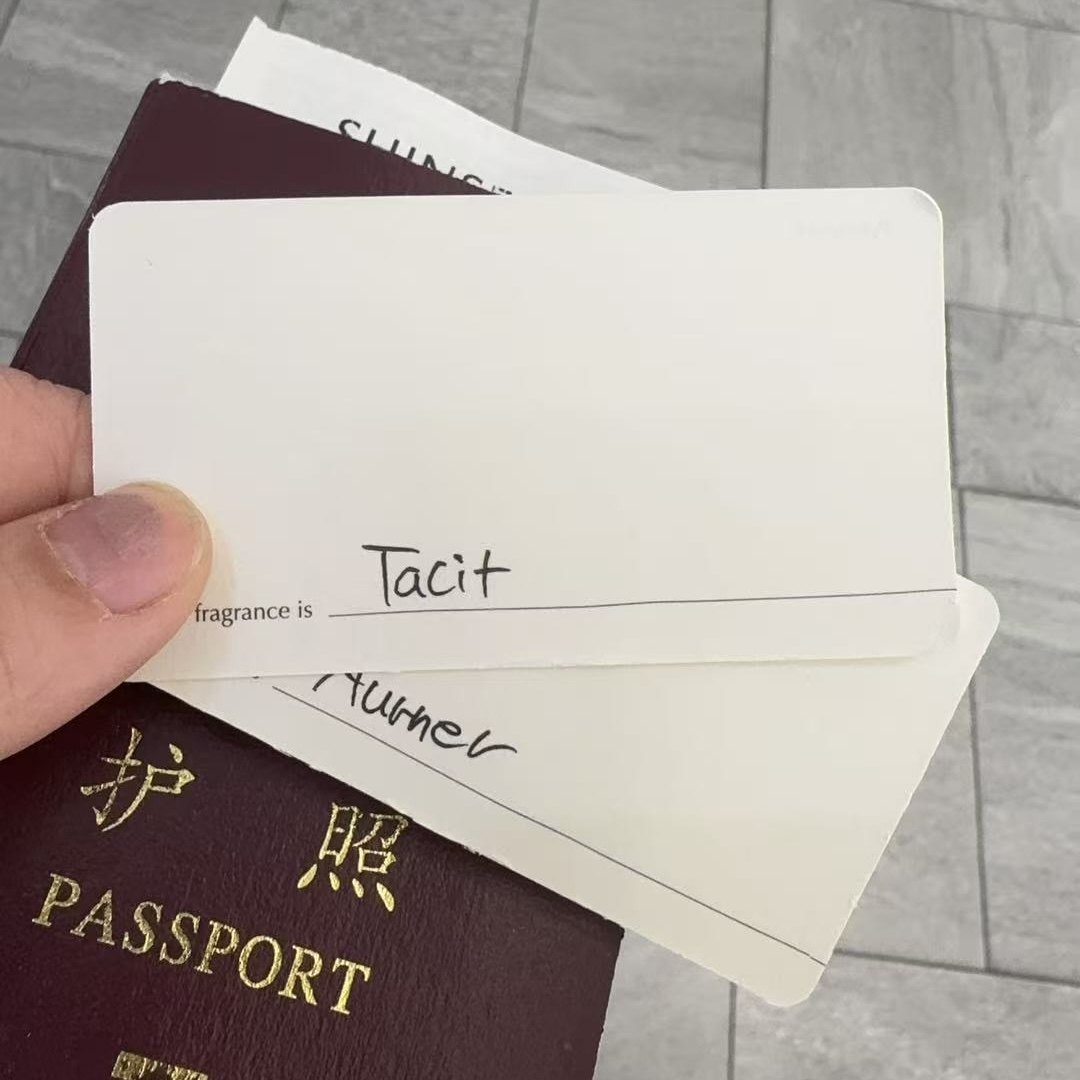 Tacit
fragrance is
Aurner
护照
PASSPORT